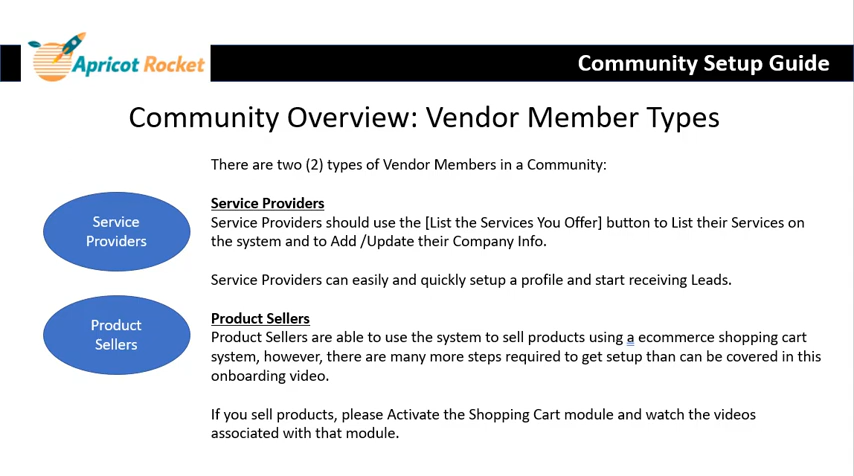 Apricot Rocket
Community Setup Guide
Community Overview: Vendor Member Types
There are two (2) types of Vendor Members in a Community:
Service
Providers
Service Providers
Service Providers should use the [List the Services You Offer] button to List their Services on
the system and to Add /Update their Company Info.
Service Providers can easily and quickly setup a profile and start receiving Leads.
Product
Sellers
Product Sellers
Product Sellers are able to use the system to sell products using a ecommerce shopping cart
system, however, there are many more steps required to get setup than can be covered in this
onboarding video.
If you sell products, please Activate the Shopping Cart module and watch the videos
associated with that module.